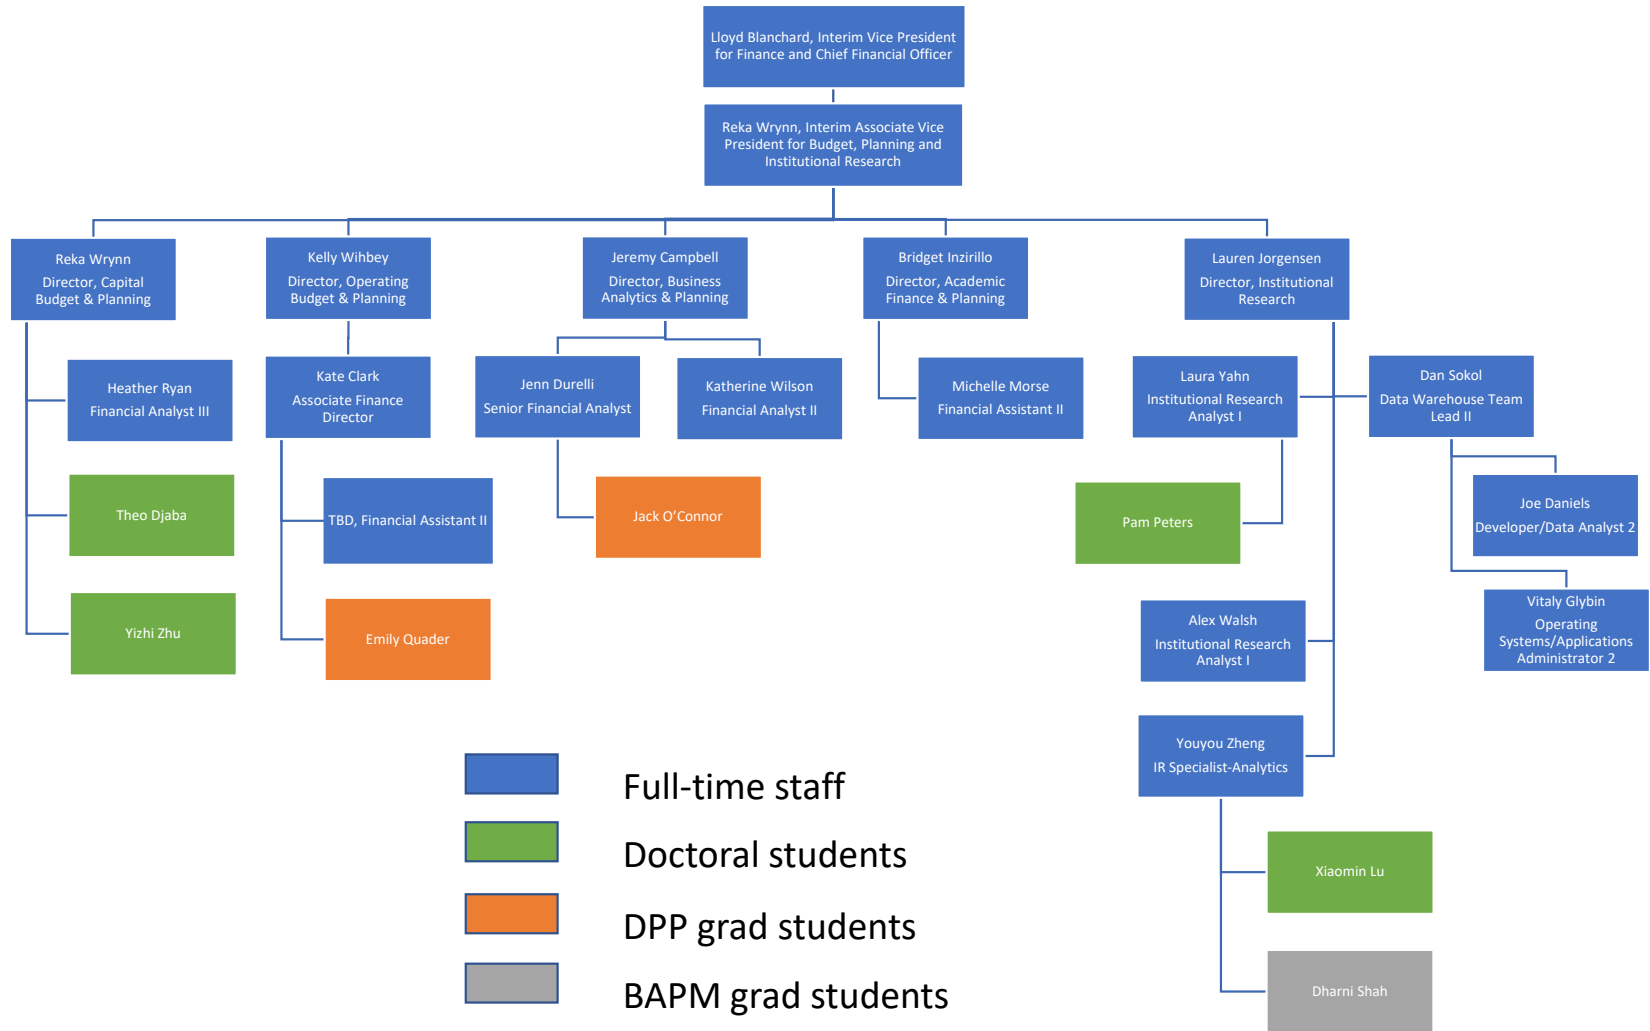 Lloyd Blanchard, Interim Vice President
for Finance and Chief Financial Officer
Reka Wrynn, Interim Associate Vice
President for Budget, Planning and
Institutional Research
Reka Wrynn
Director, Capital
Budget & Planning
Kelly Wihbey
Director, Operating
Budget & Planning
Jeremy Campbell
Director, Business
Analytics & Planning
Bridget Inzirillo
Director, Academic
Finance & Planning
Lauren Jorgensen
Director, Institutional
Research
Heather Ryan
Financial Analyst III
Kate Clark
Associate Finance
Director
Jenn Durelli
Senior Financial Analyst
Katherine Wilson
Financial Analyst II
Michelle Morse
Financial Assistant II
Laura Yahn
Institutional Research
Analyst I
Dan Sokol
Data Warehouse Team
Lead II
Theo Djaba
TBD, Financial Assistant II
Jack O’Connor
Pam Peters
Joe Daniels
Developer/Data Analyst 2
Yizhi Zhu
Emily Quader
Alex Walsh
Institutional Research
Analyst I
Vitaly Glybin
Operating
Systems/Applications
Administrator 2
Youyou Zheng
IR Specialist-Analytics
Xiaomin Lu
Dharni Shah
Full-time staff
Doctoral students
DPP grad students
BAPM grad students